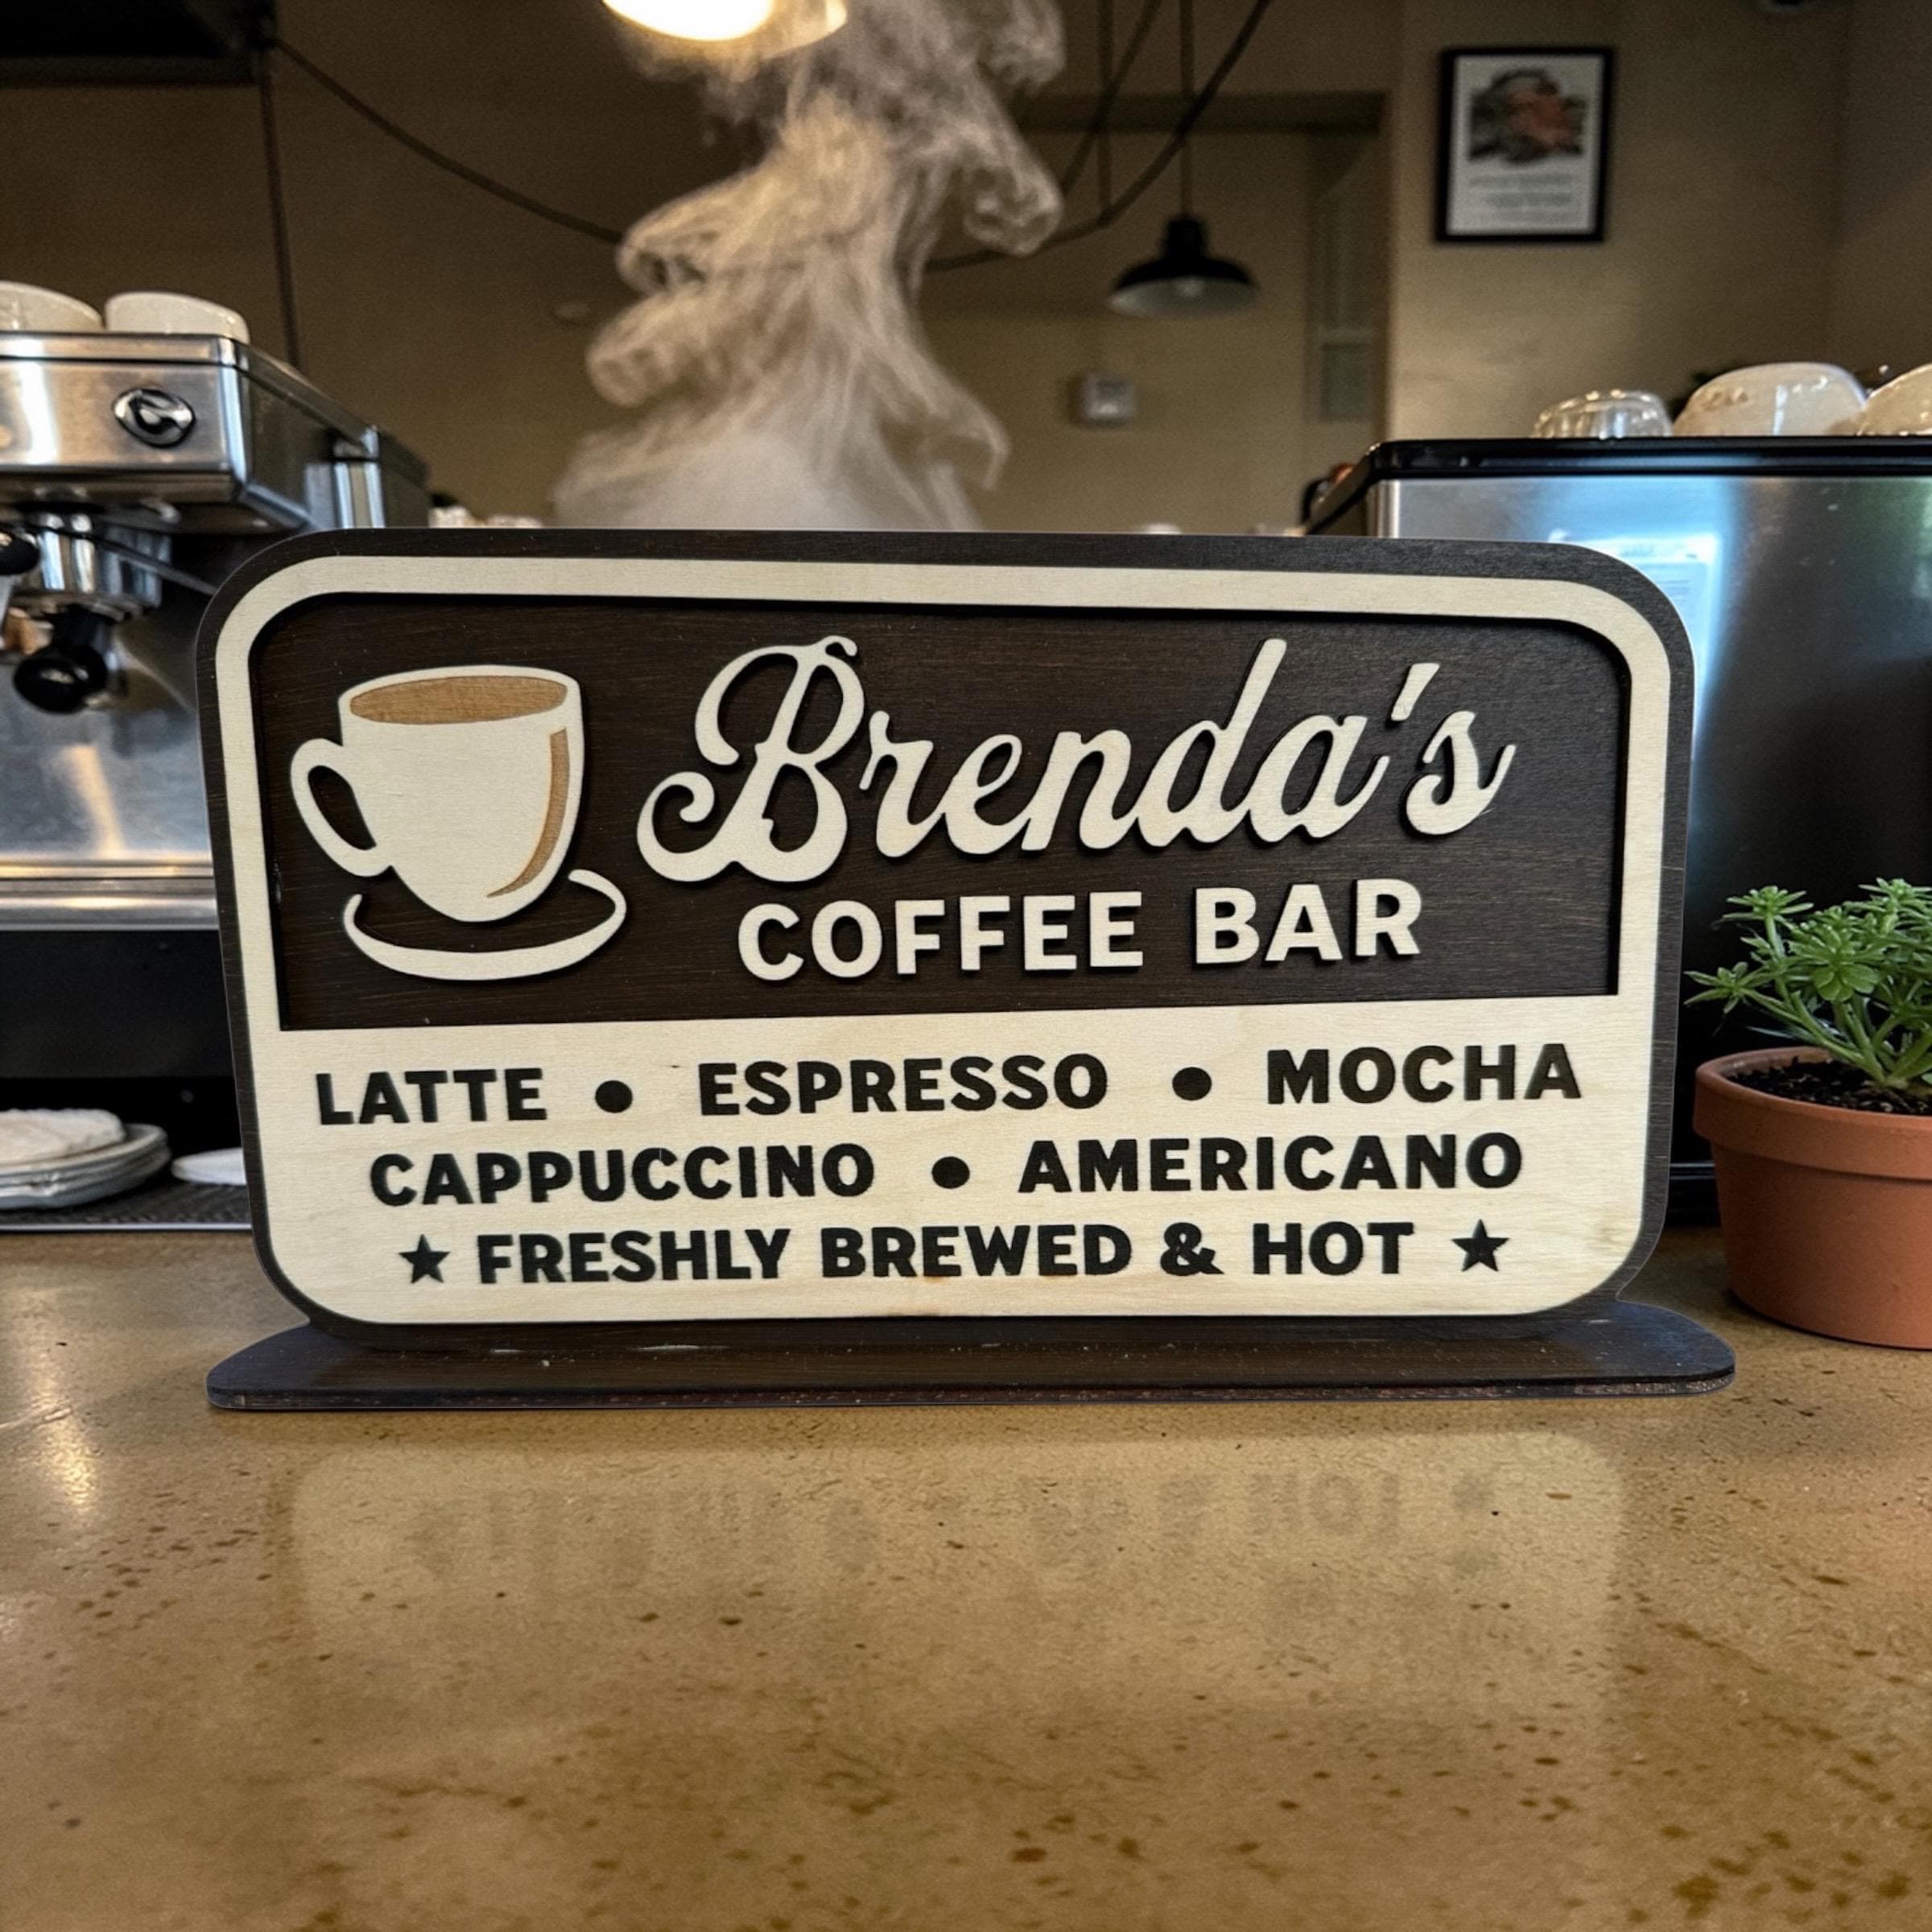 Brenda's
COFFEE BAR
LATTE • ESPRESSO • MOCHA
CAPPUCCINO • AMERICANO
★ FRESHLY BREWED & HOT ★